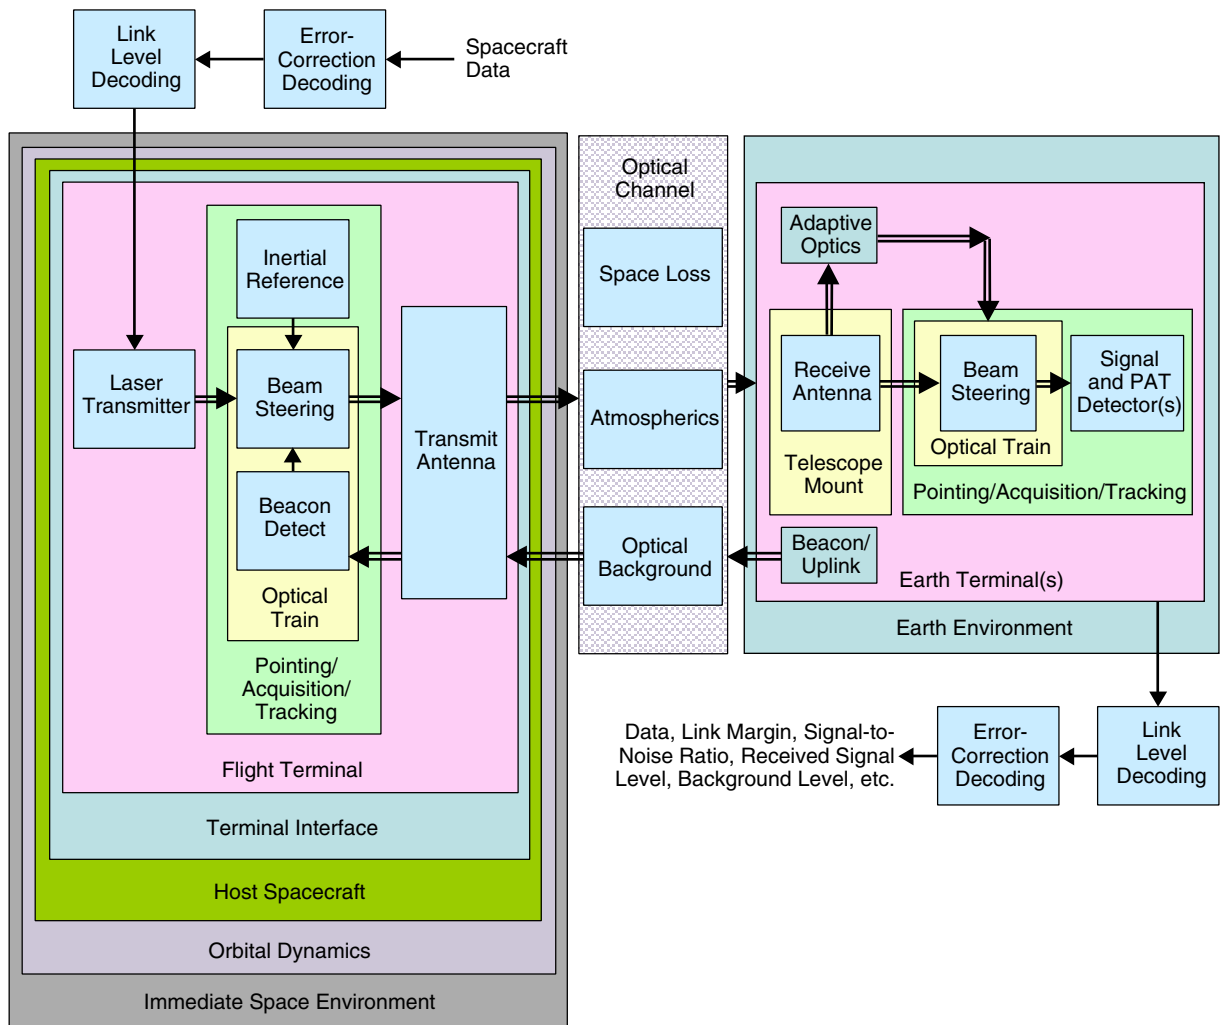 Link
Level
Decoding
Error-
Correction
Decoding
Spacecraft
Data
Inertial
Reference
Laser
Transmitter
Beam
Steering
Beacon
Detect
Optical
Train
Pointing/
Acquisition/
Tracking
Transmit
Antenna
Flight Terminal
Terminal Interface
Host Spacecraft
Orbital Dynamics
Immediate Space Environment
Optical
Channel
Space Loss
Atmospherics
Optical
Background
Adaptive
Optics
Receive
Antenna
Telescope
Mount
Beam
Steering
Optical Train
Signal
and PAT
Detector(s)
Pointing/Acquisition/Tracking
Beacon/
Uplink
Earth Terminal(s)
Earth Environment
Link
Level
Decoding
Error-
Correction
Decoding
Data, Link Margin, Signal-to-
Noise Ratio, Received Signal
Level, Background Level, etc.